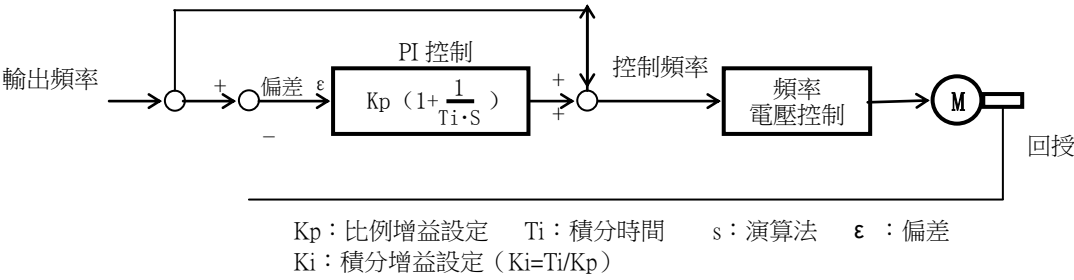 PI 控制
輸出頻率
+
偏差 ε
Kp（1+ 1/Ti·S ）
+
+
控制頻率
頻率
電壓控制
M
−
回授
Kp：比例增益設定 Ti：積分時間 s：演算法 ε ：偏差
Ki：積分增益設定（Ki=Ti/Kp）